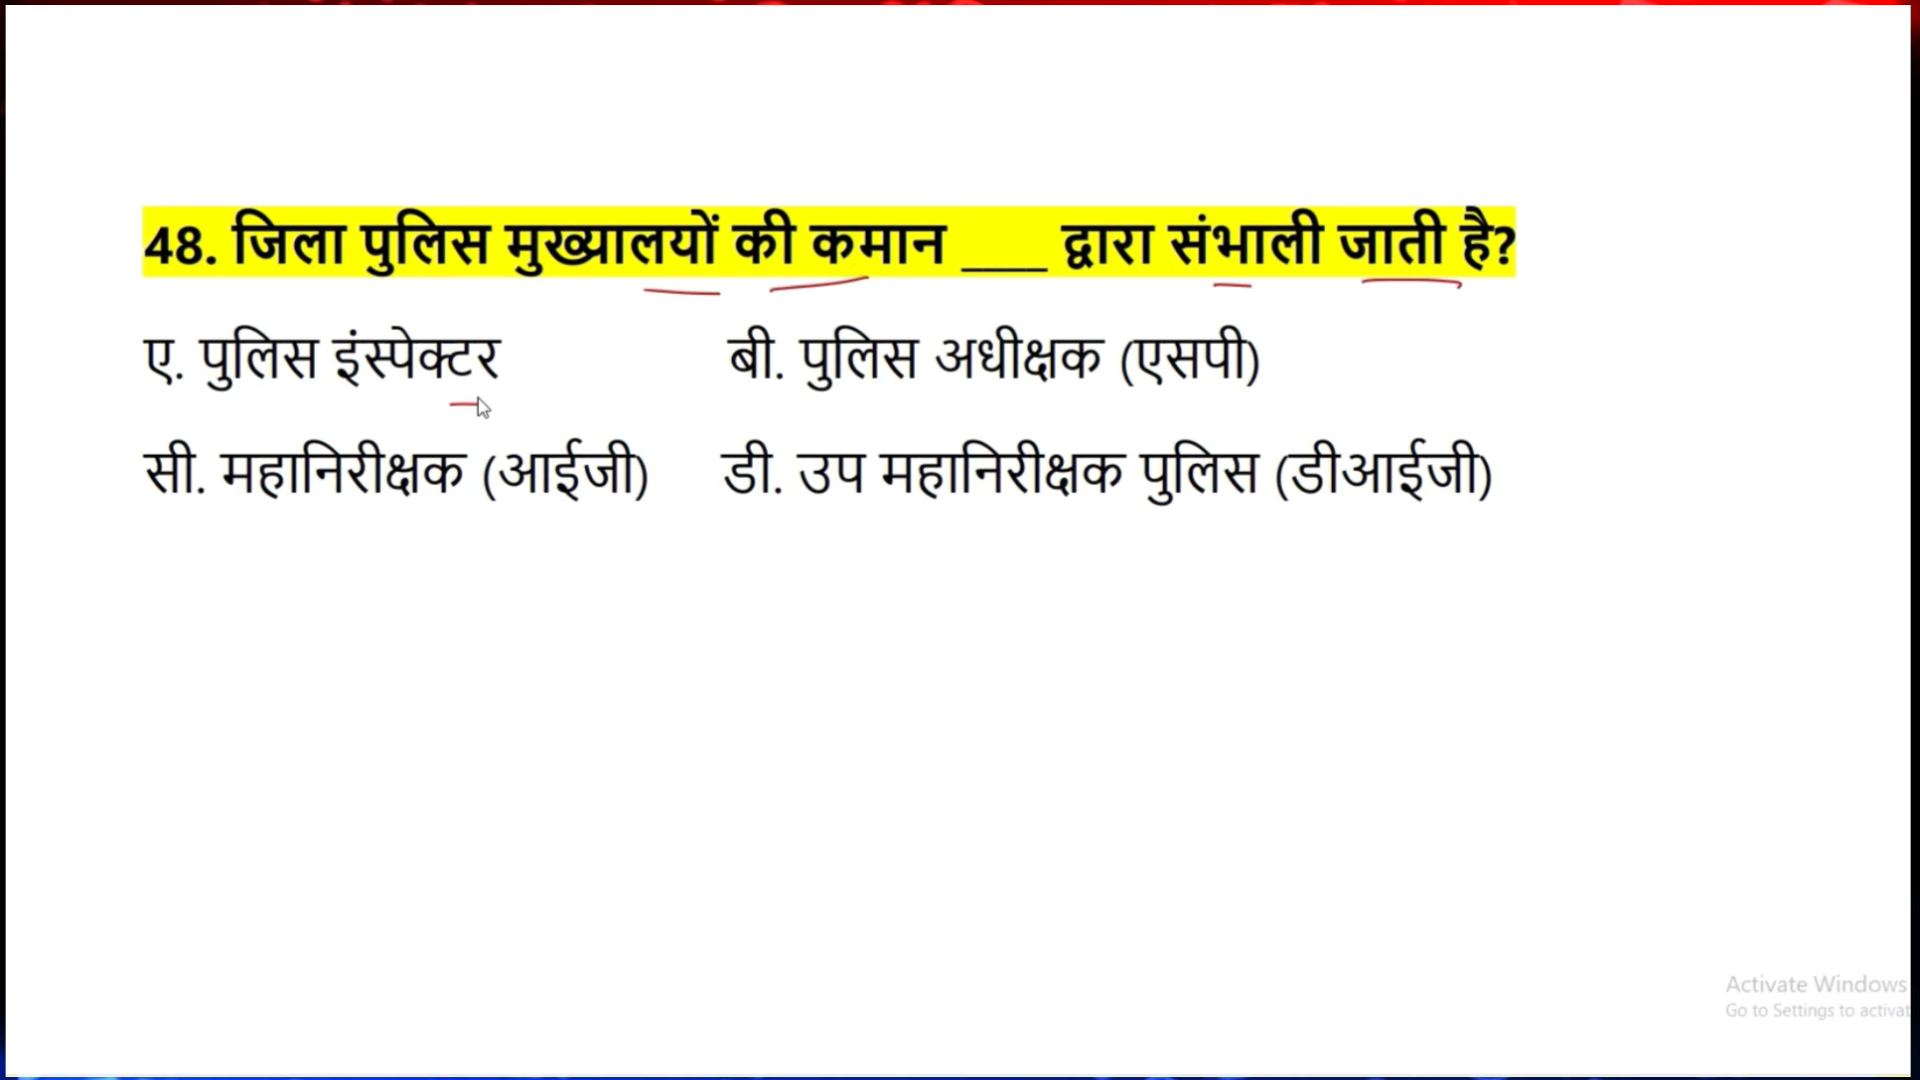 48. जिला पुलिस मुख्यालयों की कमान ____ द्वारा संभाली जाती है?
ए. पुलिस इंस्पेक्टर बी. पुलिस अधीक्षक (एसपी)
सी. महानिरीक्षक (आईजी) डी. उप महानिरीक्षक पुलिस (डीआईजी)
Activate Windows
Go to Settings to activat